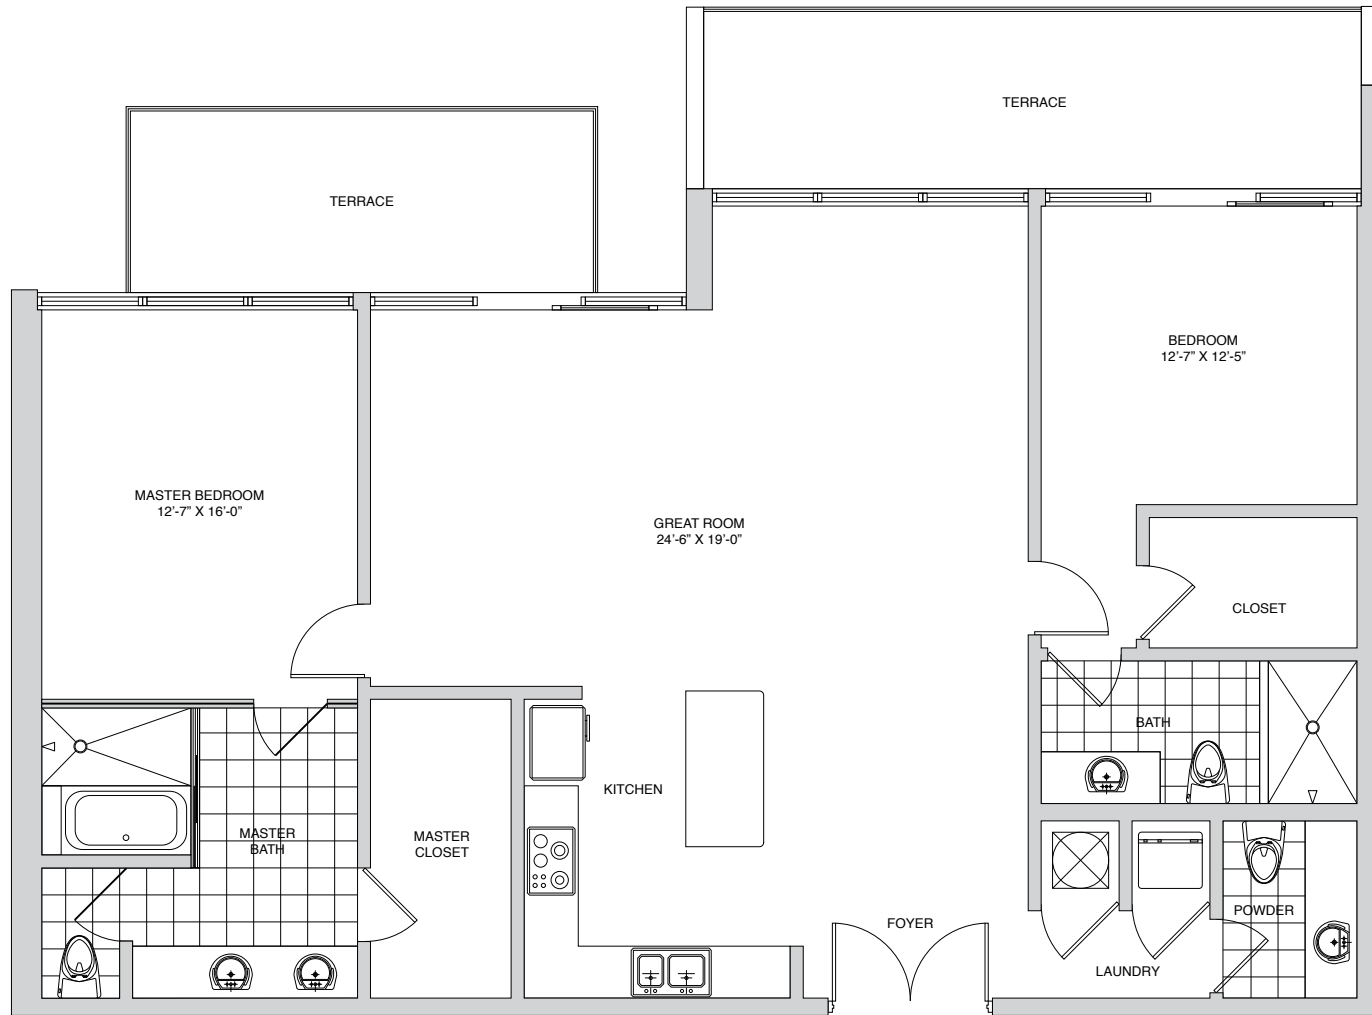 TERRACE
TERRACE
BEDROOM
12’-7” X 12’-5”
MASTER BEDROOM
12’-7” X 16’-0”
GREAT ROOM
24’-6” X 19’-0”
CLOSET
BATH
KITCHEN
MASTER
BATH
MASTER
CLOSET
FOYER
POWDER
LAUNDRY